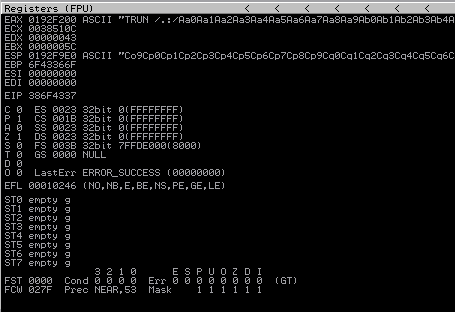 Registers (FPU) < < < < < <
EAX 0192F200 ASCII "TRUN /.:/Aa0Aa1Aa2Aa3Aa4Aa5Aa6Aa7Aa8Aa9Ab0Ab1Ab2Ab3Ab4A
ECX 0038510C
EDX 00000043
EBX 0000005C
ESP 0192F9E0 ASCII "Co9Cp0Cp1Cp2Cp3Cp4Cp5Cp6Cp7Cp8Cp9Cq0Cq1Cq2Cq3Cq4Cq5Cq6C
EBP 6F43366F
ESI 00000000
EDI 00000000
EIP 386F4337
C 0 ES 0023 32bit 0(FFFFFFFF)
P 1 CS 001B 32bit 0(FFFFFFFF)
A 0 SS 0023 32bit 0(FFFFFFFF)
Z 1 DS 0023 32bit 0(FFFFFFFF)
S 0 FS 003B 32bit 7FFDE000(8000)
T 0 GS 0000 NULL
D 0
O 0 LastErr ERROR_SUCCESS (00000000)
EFL 00010246 (NO,NB,E,BE,NS,PE,GE,LE)
ST0 empty g
ST1 empty g
ST2 empty g
ST3 empty g
ST4 empty g
ST5 empty g
ST6 empty g
ST7 empty g
3 2 1 0 E S P U O Z D I
FST 0000 Cond 0 0 0 0 Err 0 0 0 0 0 0 0 0 (GT)
FCW 027F Prec NEAR,53 Mask 1 1 1 1 1 1